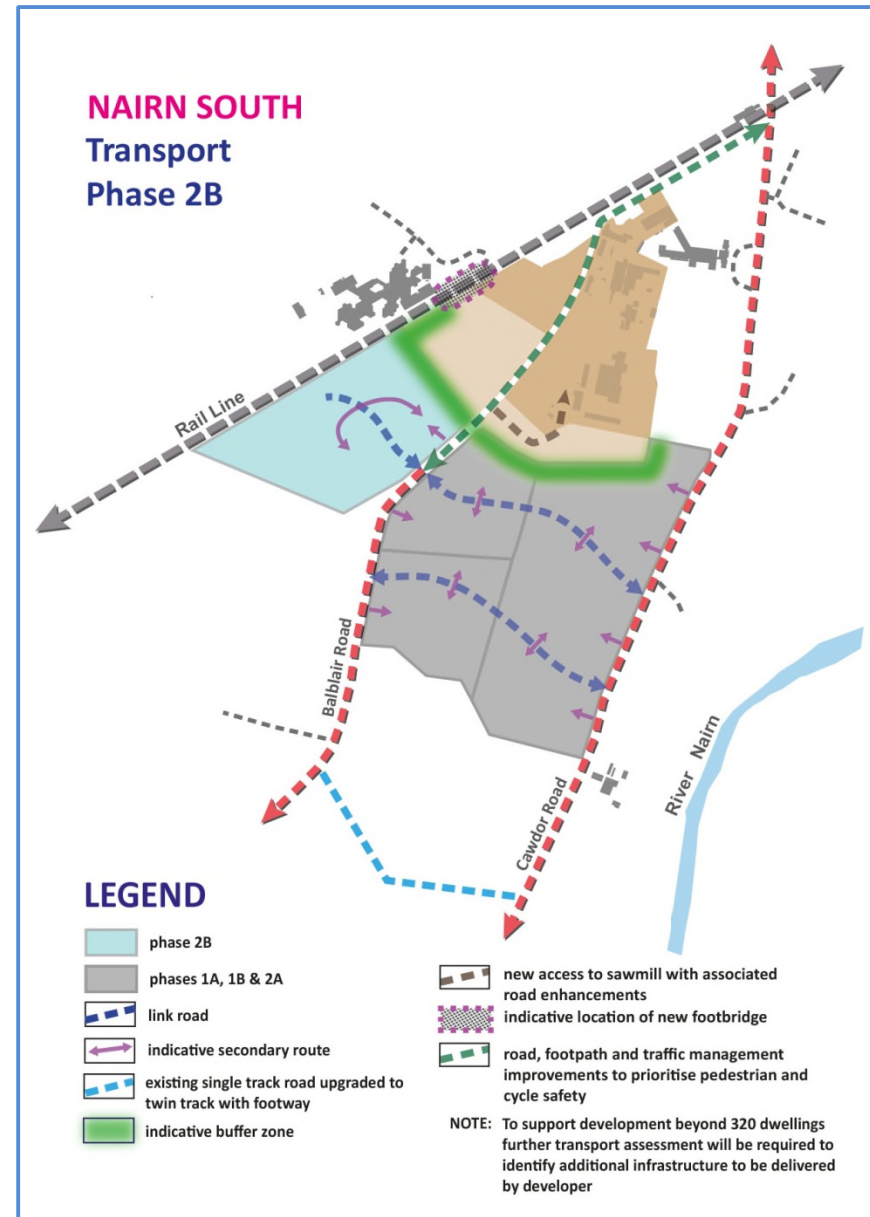 NAIRN SOUTH
Transport
Phase 2B
Rail Line
Balblair Road
Cawdor Road
River Nairn
LEGEND
phase 2B
phases 1A, 1B & 2A
link road
indicative secondary route
existing single track road upgraded to
twin track with footway
indicative buffer zone
new access to sawmill with associated
road enhancements
indicative location of new footbridge
road, footpath and traffic management
improvements to prioritise pedestrian and
cycle safety
NOTE: To support development beyond 320 dwellings
further transport assessment will be required to
identify additional infrastructure to be delivered
by developer